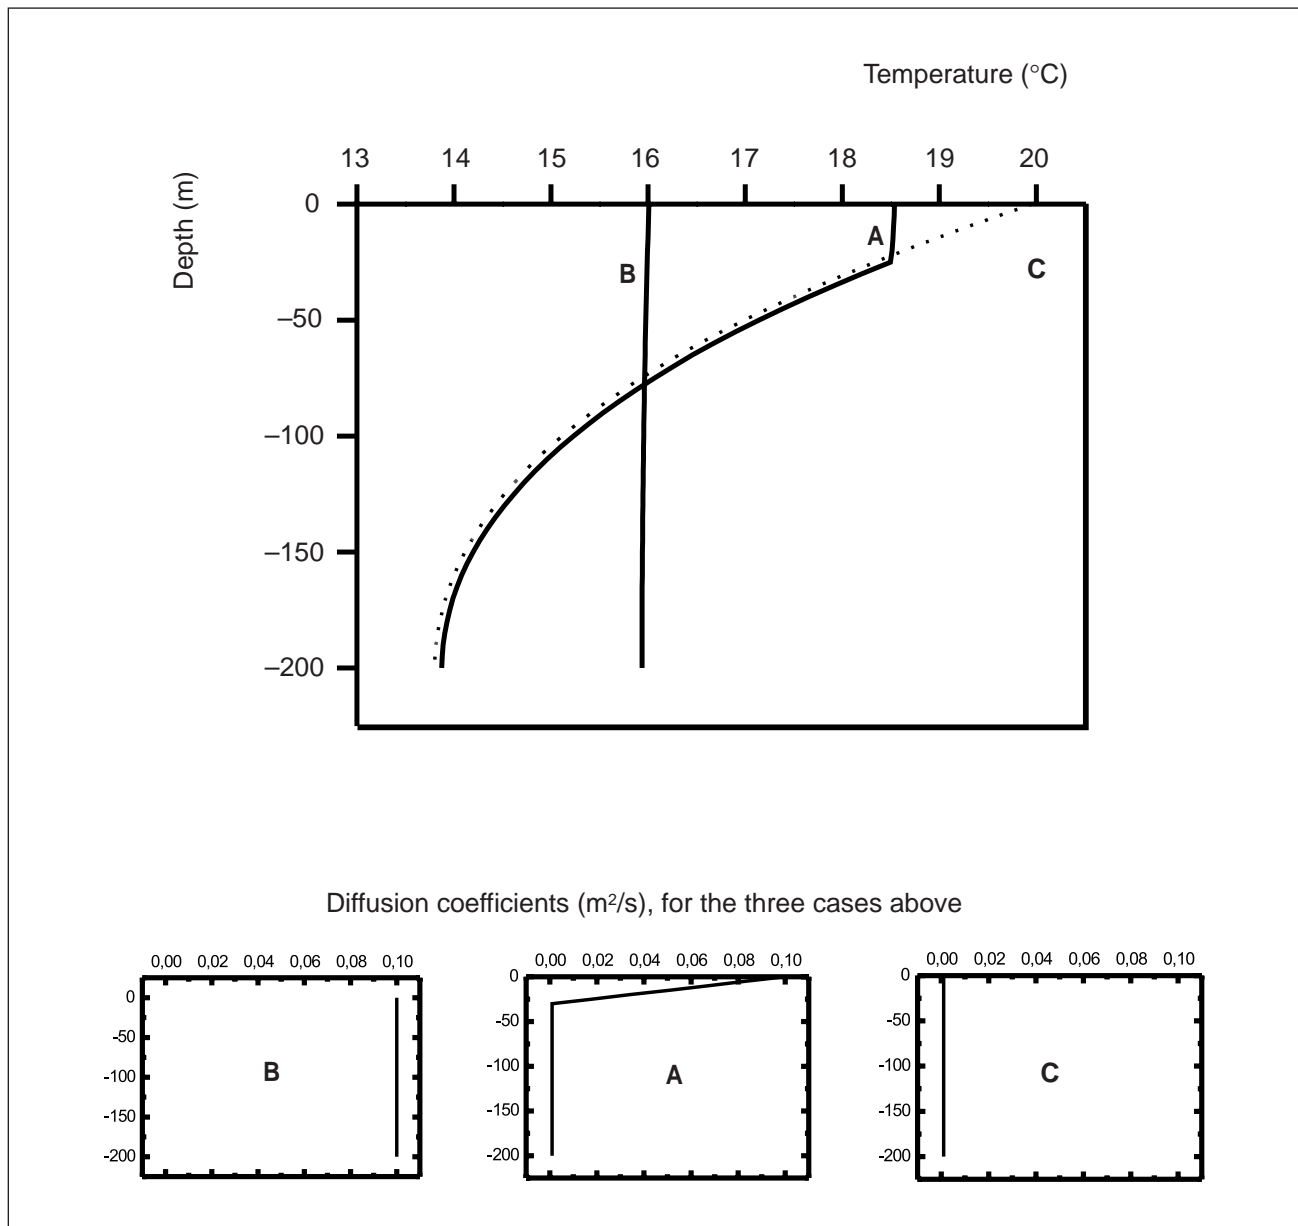 Temperature (°C)
13 14 15 16 17 18 19 20
Depth (m)
0
A
B
C
–50
–100
–150
–200
Diffusion coefficients (m²/s), for the three cases above
0,00 0,02 0,04 0,06 0,08 0,10
0
-50
-100
-150
-200
B
0,00 0,02 0,04 0,06 0,08 0,10
0
-50
-100
-150
-200
A
0,00 0,02 0,04 0,06 0,08 0,10
0
-50
-100
-150
-200
C